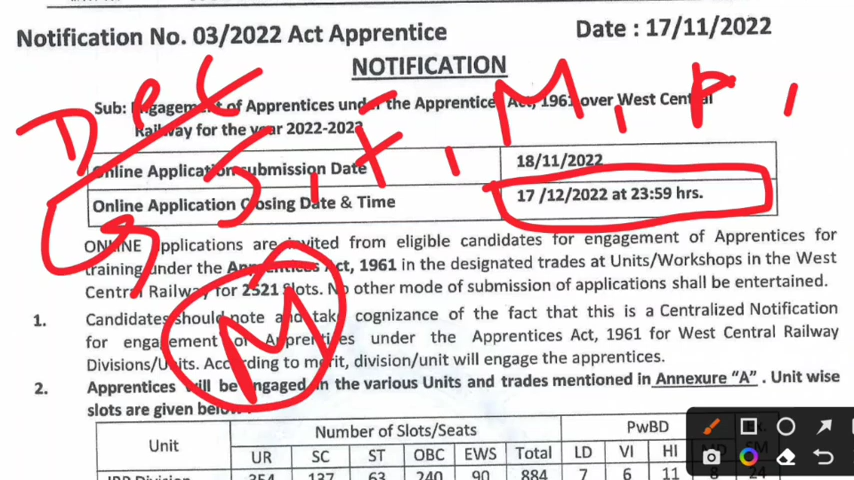 Notification No. 03/2022 Act Apprentice Date : 17/11/2022
NOTIFICATION
Sub: Engagement of Apprentices under the Apprentices Act, 1961 over West Central
Railway for the year 2022-2023
Online Application submission Date 18/11/2022
Online Application Closing Date & Time 17 /12/2022 at 23:59 hrs.
ONLINE applications are invited from eligible candidates for engagement of Apprentices for
training under the Apprentices Act, 1961 in the designated trades at Units/Workshops in the West
Central Railway for 2521 Slots. No other mode of submission of applications shall be entertained.
1. Candidates should note and take cognizance of the fact that this is a Centralized Notification
for engagement of Apprentices under the Apprentices Act, 1961 for West Central Railway
Divisions/Units. According to merit, division/unit will engage the apprentices.
2. Apprentices will be engaged in the various Units and trades mentioned in Annexure “A”. Unit wise
slots are given below
Number of Slots/Seats PwBD
Unit UR SC ST OBC EWS Total LD VI HI
JBP Division 354 137 63 240 90 884 7 6 11 8 24
S, F, M, P,
M